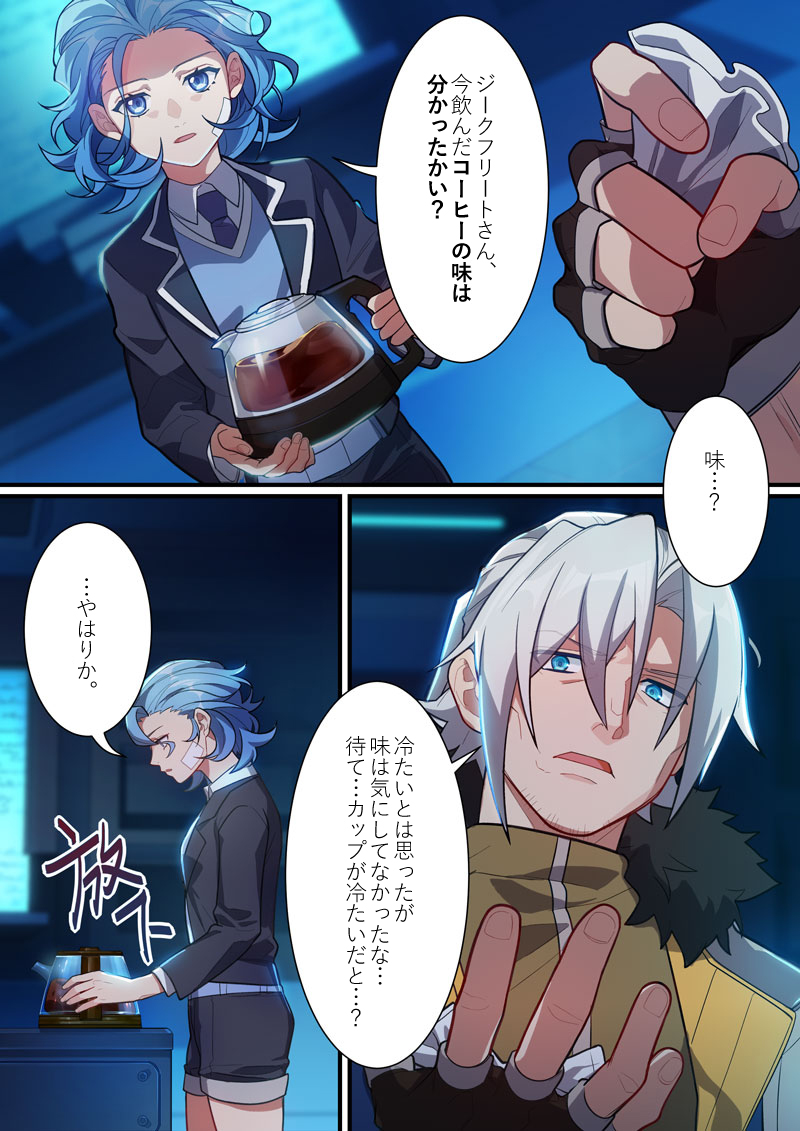 ジークフリートさん、
今飲んだコーヒーの味は
分かったかい?
味…?
冷たいとは思ったが
味は気にしてなかったな…
待て…カップが冷たいだと…?
…やはりか。
放下